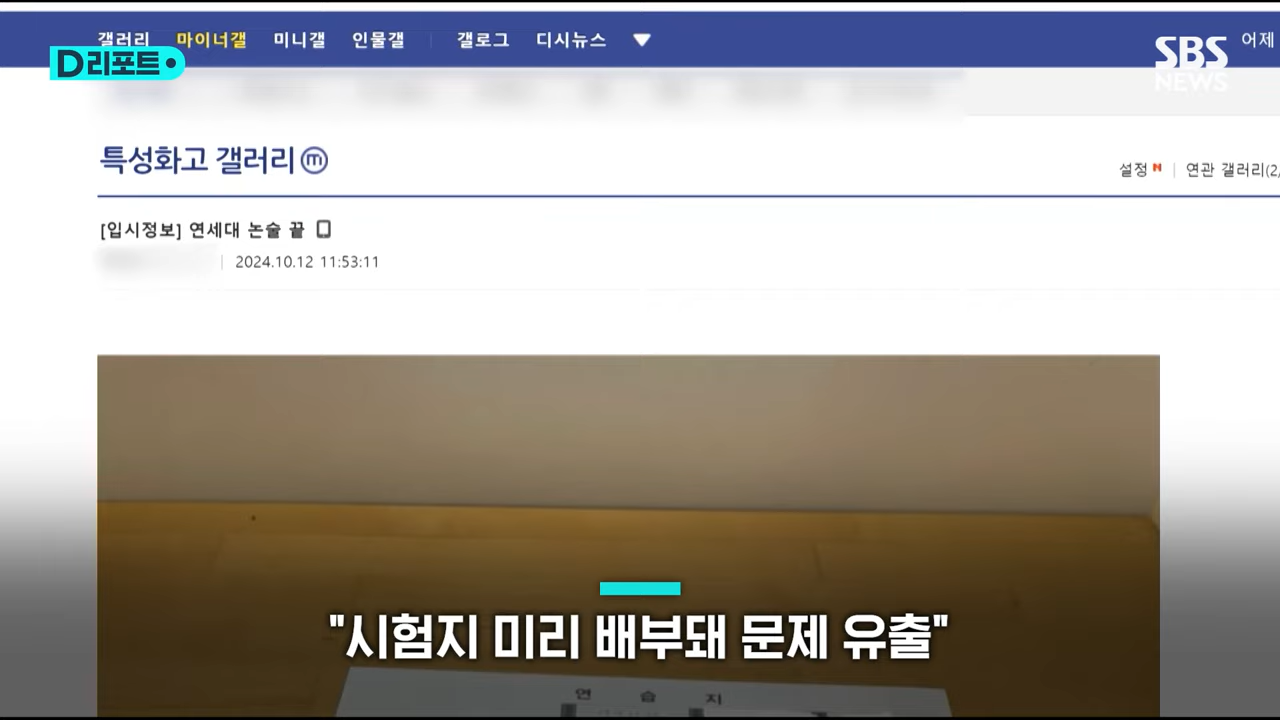 갤러리 마이너갤 미니갤 인물갤 | 갤로그 디시뉴스 ▼ 어제
D리포트
SBS NEWS
특성화고 갤러리 ⓜ
설정 N | 연관 갤러리(2,
[입시정보] 연세대 논술 끝
2024.10.12 11:53:11
"시험지 미리 배부돼 문제 유출"
연 습 지